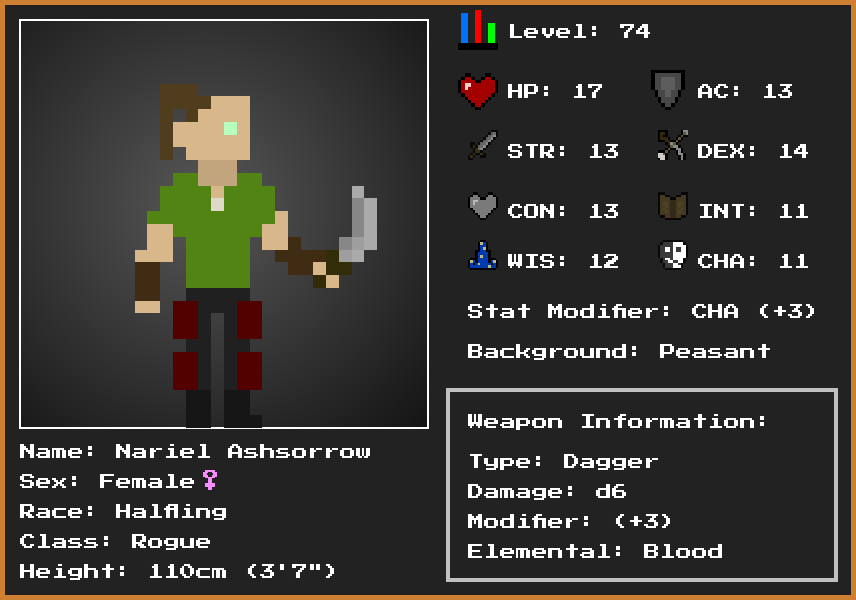 Level: 74
HP: 17 AC: 13
STR: 13 DEX: 14
CON: 13 INT: 11
WIS: 12 CHA: 11
Stat Modifier: CHA (+3)
Background: Peasant
Weapon Information:
Type: Dagger
Damage: d6
Modifier: (+3)
Elemental: Blood
Name: Nariel Ashsorrow
Sex: Female♀
Race: Halfling
Class: Rogue
Height: 110cm (3'7")